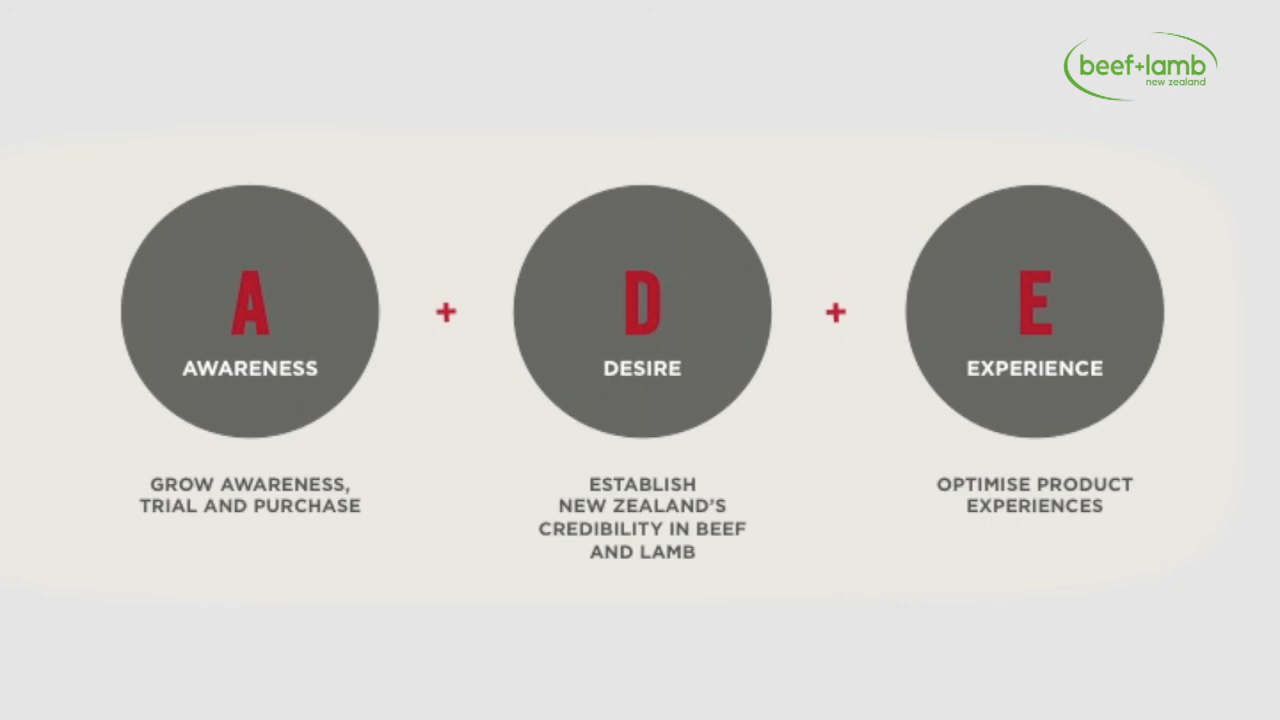 beef+lamb
new zealand
A
AWARENESS
+
D
DESIRE
+
E
EXPERIENCE
GROW AWARENESS,
TRIAL AND PURCHASE
ESTABLISH
NEW ZEALAND'S
CREDIBILITY IN BEEF
AND LAMB
OPTIMISE PRODUCT
EXPERIENCES